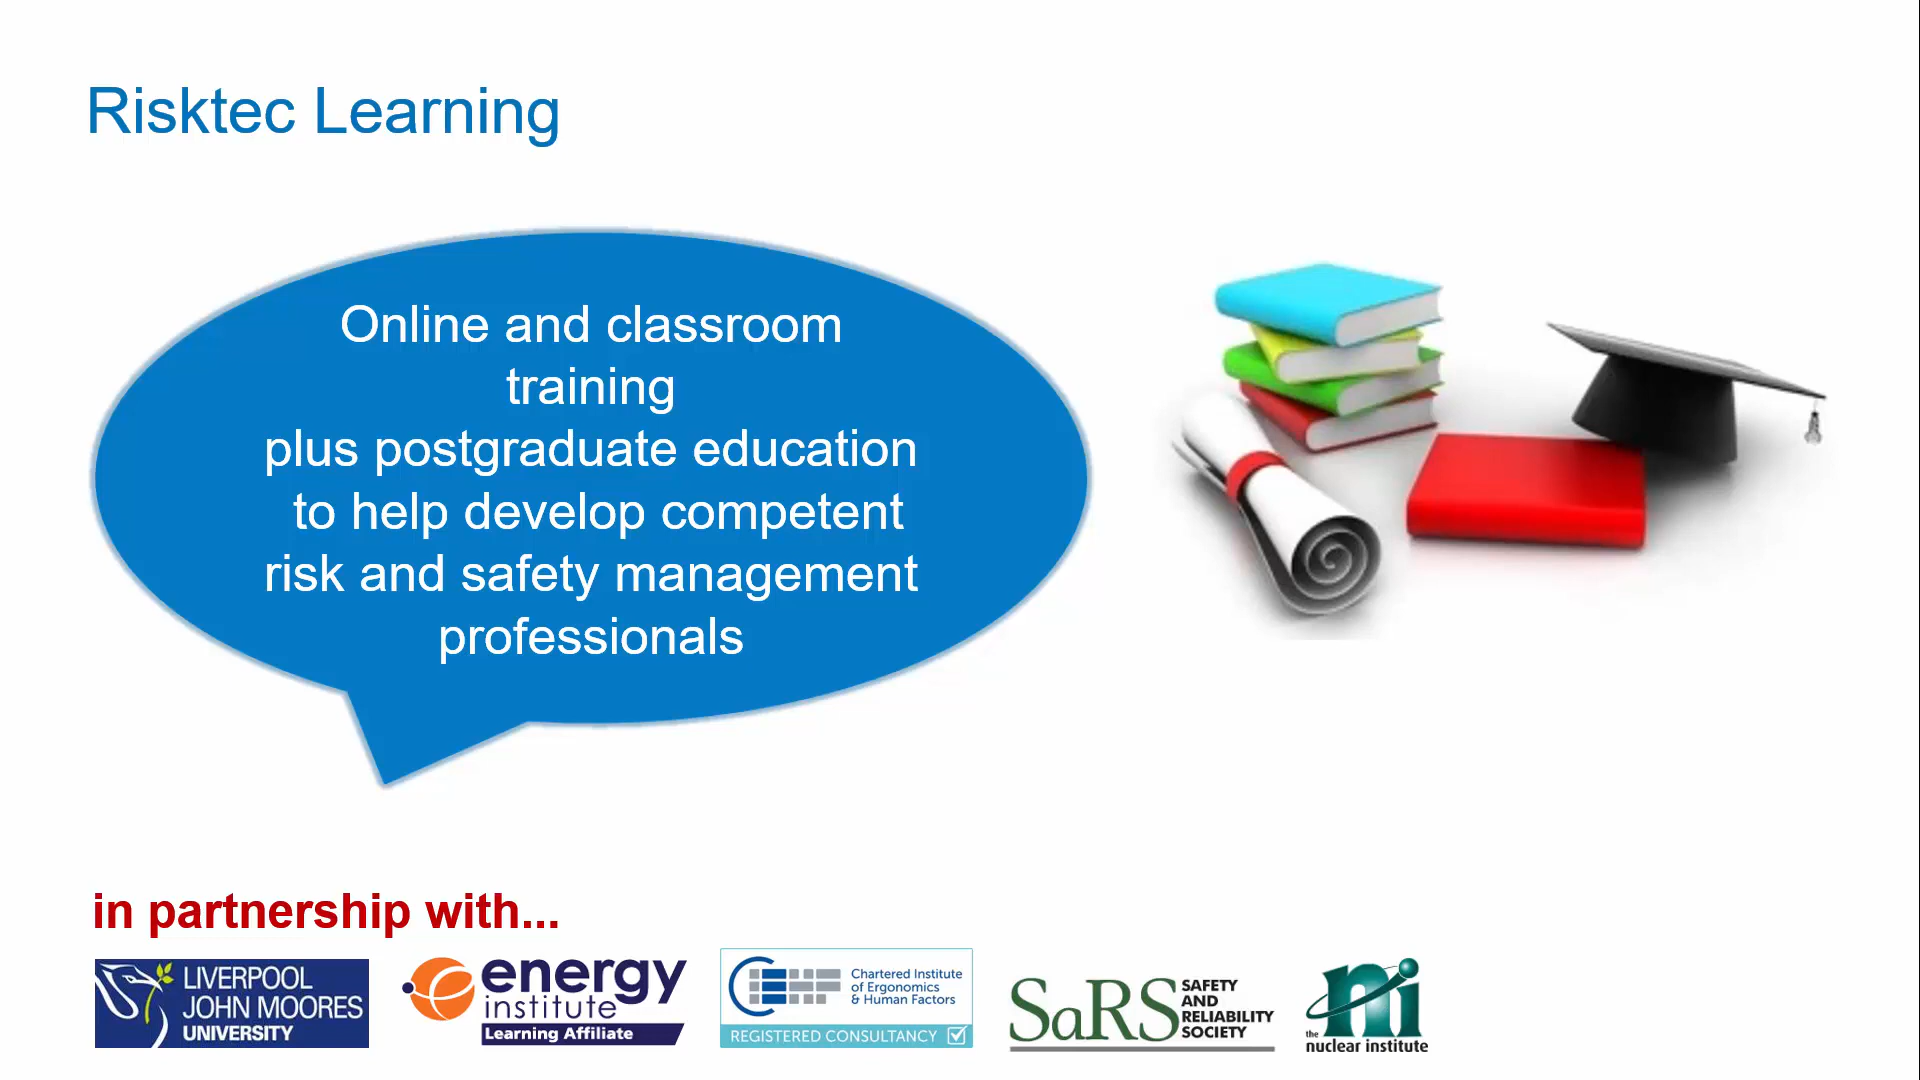 Risktec Learning
Online and classroom
training
plus postgraduate education
to help develop competent
risk and safety management
professionals
in partnership with...
LIVERPOOL
JOHN MOORES
UNIVERSITY
energy
institute
Learning Affiliate
Chartered Institute
of Ergonomics
& Human Factors
REGISTERED CONSULTANCY
SaRS
SAFETY
AND
RELIABILITY
SOCIETY
ni
the
nuclear institute